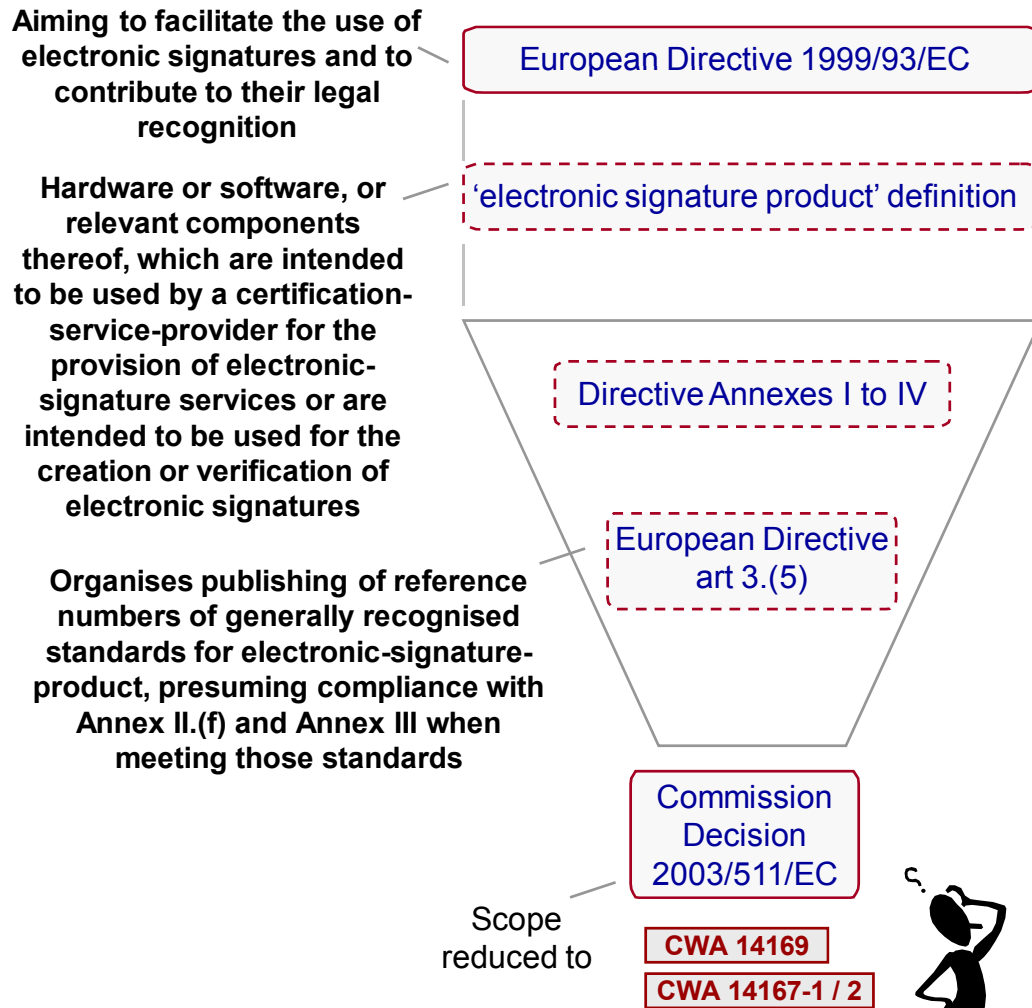 Aiming to facilitate the use of
electronic signatures and to
contribute to their legal
recognition
European Directive 1999/93/EC
Hardware or software, or
relevant components
thereof, which are intended
to be used by a certification-
service-provider for the
provision of electronic-
signature services or are
intended to be used for the
creation or verification of
electronic signatures
‘electronic signature product’ definition
Directive Annexes I to IV
European Directive
art 3.(5)
Organises publishing of reference
numbers of generally recognised
standards for electronic-signature-
product, presuming compliance with
Annex II.(f) and Annex III when
meeting those standards
Commission
Decision
2003/511/EC
Scope
reduced to
CWA 14169
CWA 14167-1 / 2
?